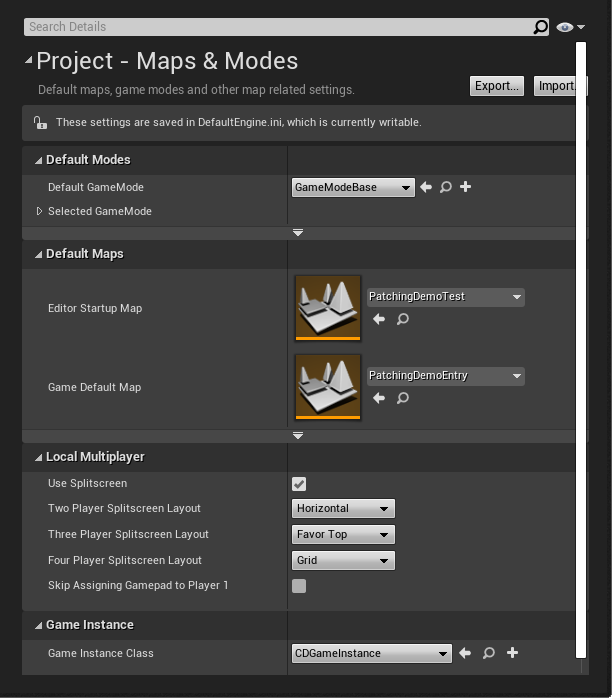 Search Details
Project - Maps & Modes
Default maps, game modes and other map related settings.
Export...
Import
These settings are saved in DefaultEngine.ini, which is currently writable.
Default Modes
Default GameMode
GameModeBase
Selected GameMode
Default Maps
Editor Startup Map
PatchingDemoTest
Game Default Map
PatchingDemoEntry
Local Multiplayer
Use Splitscreen
Two Player Splitscreen Layout
Horizontal
Three Player Splitscreen Layout
Favor Top
Four Player Splitscreen Layout
Grid
Skip Assigning Gamepad to Player 1
Game Instance
Game Instance Class
CDGameInstance